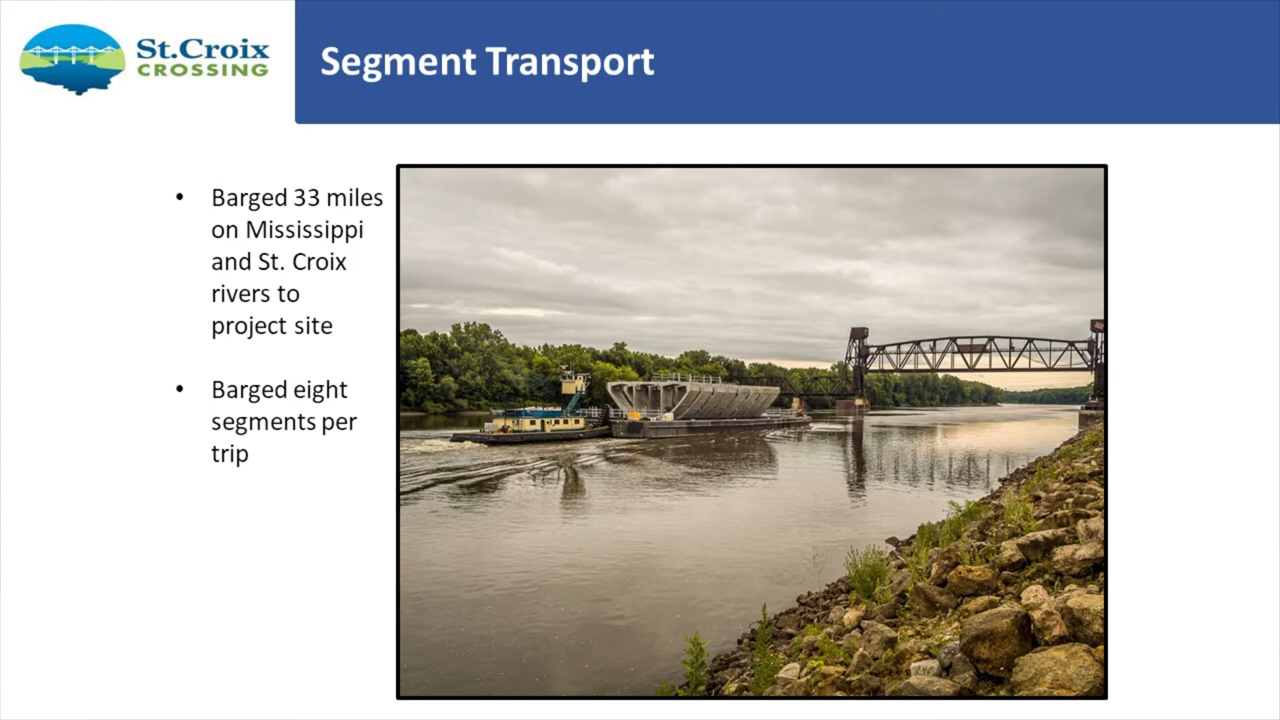 St.Croix
CROSSING
Segment Transport
• Barged 33 miles
on Mississippi
and St. Croix
rivers to
project site
• Barged eight
segments per
trip